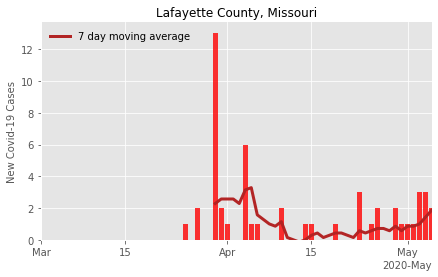 Lafayette County, Missouri
7 day moving average
New Covid-19 Cases
12
10
8
6
4
2
0
Mar 15 Apr 15 May
2020-May